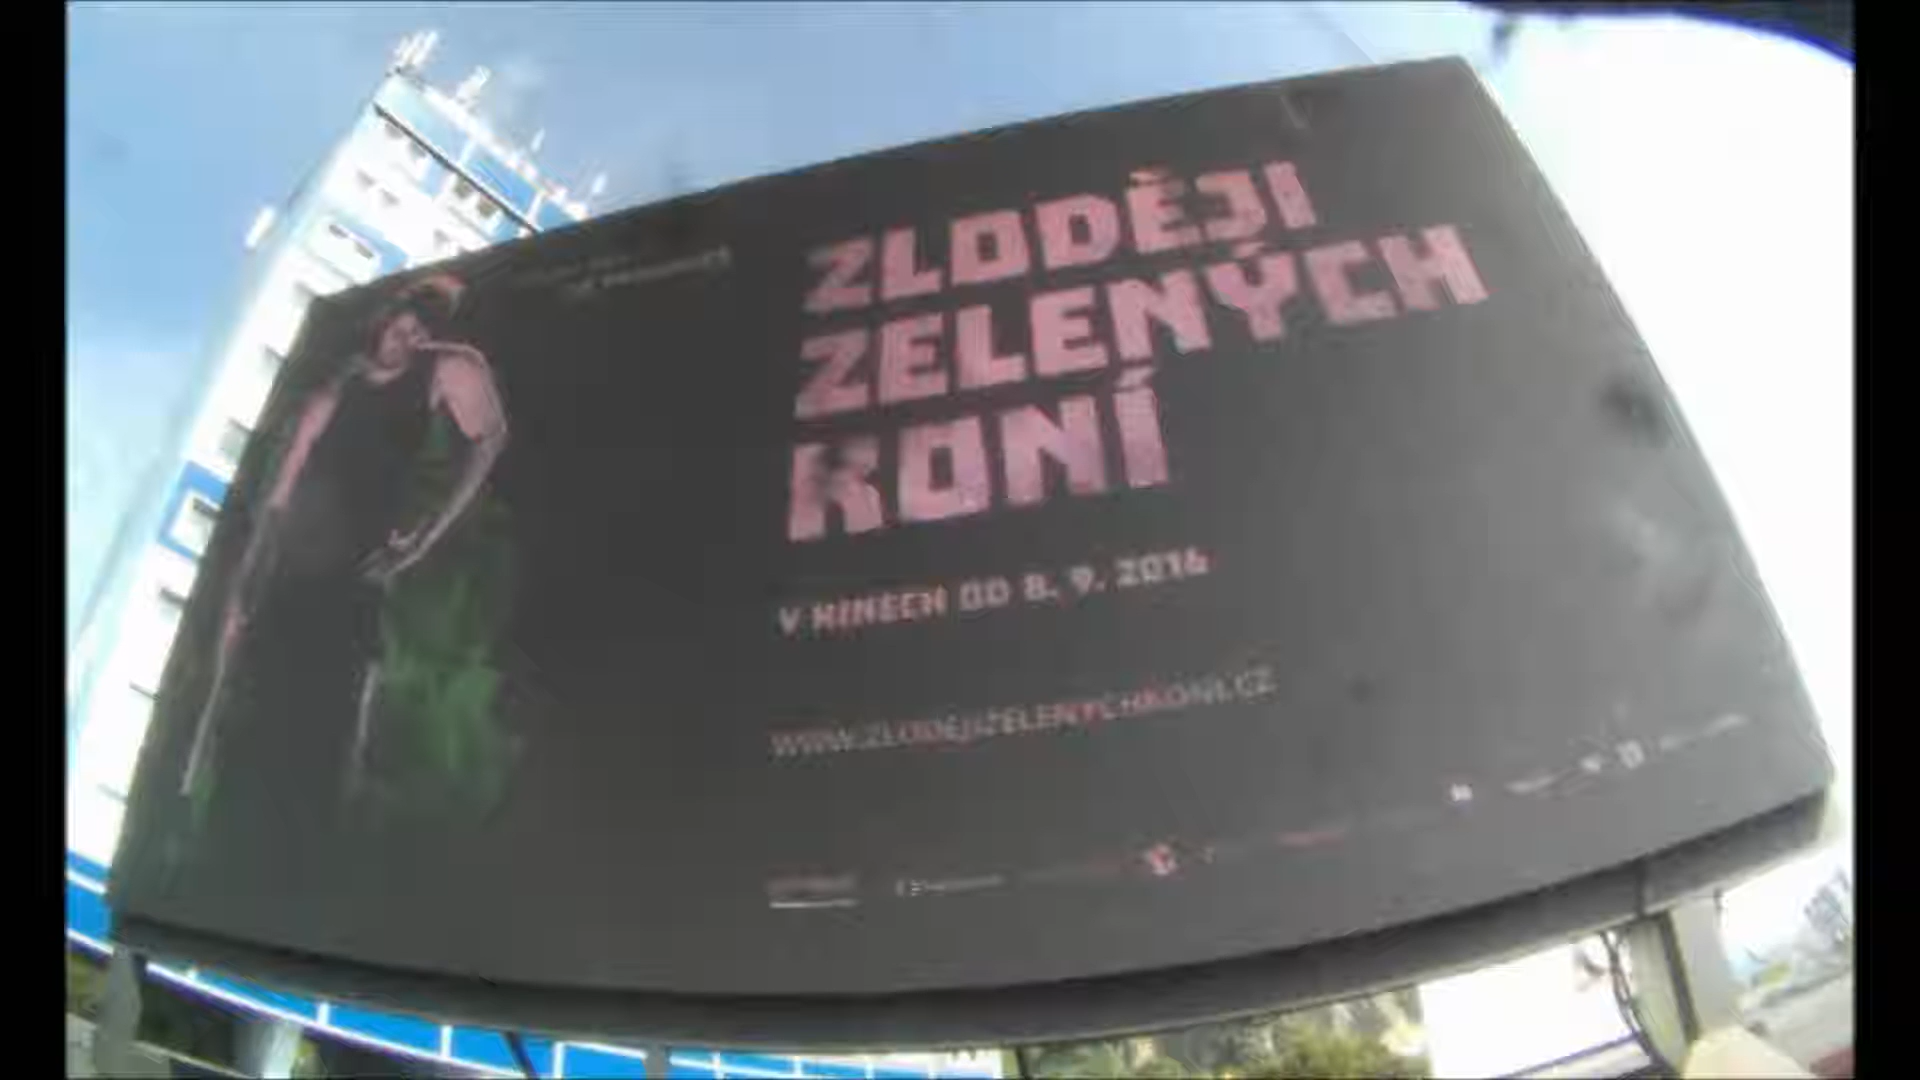 ZLODĚJI
ZELENÝCH
KONÍ
V KINECH OD 8. 9. 2016
WWW.ZLODEJIZELENYCHKONI.CZ